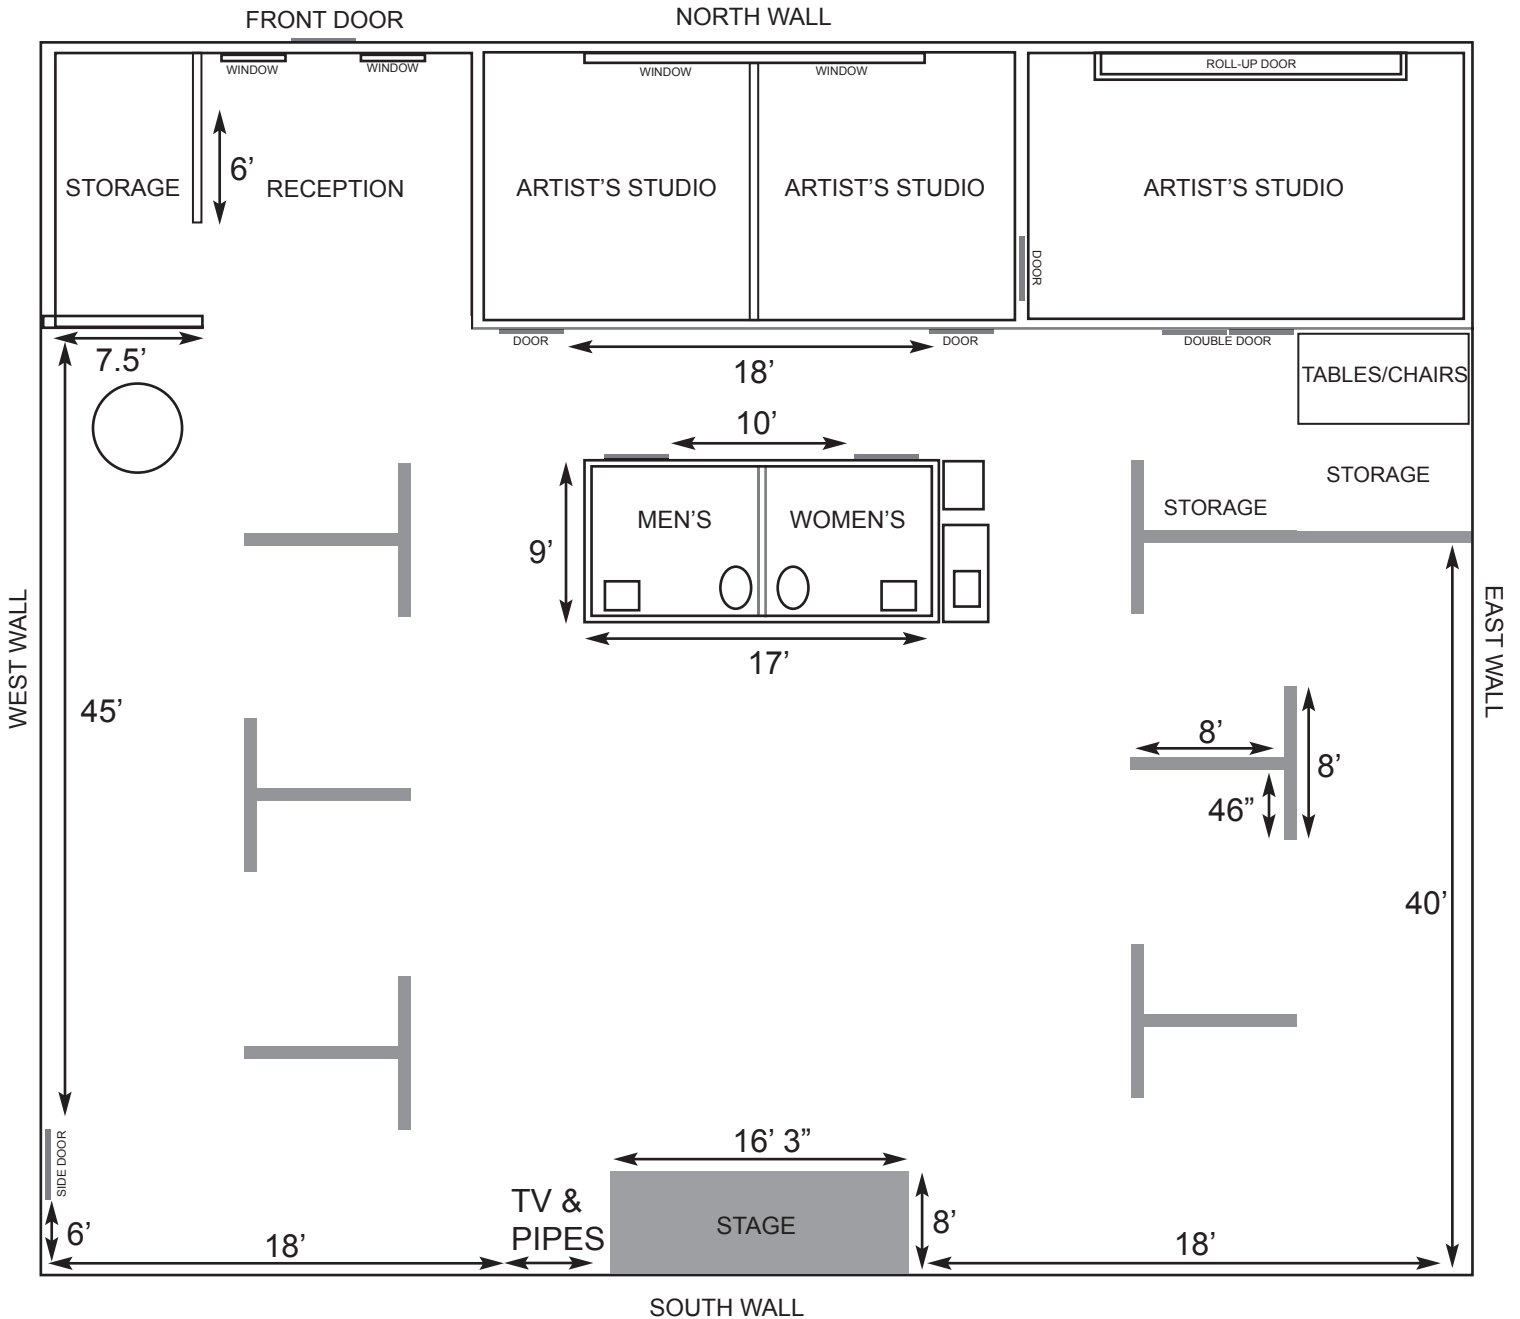 FRONT DOOR
NORTH WALL
WINDOW
WINDOW
WINDOW
WINDOW
ROLL-UP DOOR
6’
STORAGE
RECEPTION
ARTIST’S STUDIO
ARTIST’S STUDIO
ARTIST’S STUDIO
DOOR
7.5’
DOOR
DOOR
DOUBLE DOOR
18’
TABLES/CHAIRS
10’
STORAGE
STORAGE
MEN’S
WOMEN’S
9’
WEST WALL
EAST WALL
17’
45’
8’
8’
46”
40’
16’ 3”
SIDE DOOR
TV &
PIPES
STAGE
8’
6’
18’
18’
SOUTH WALL